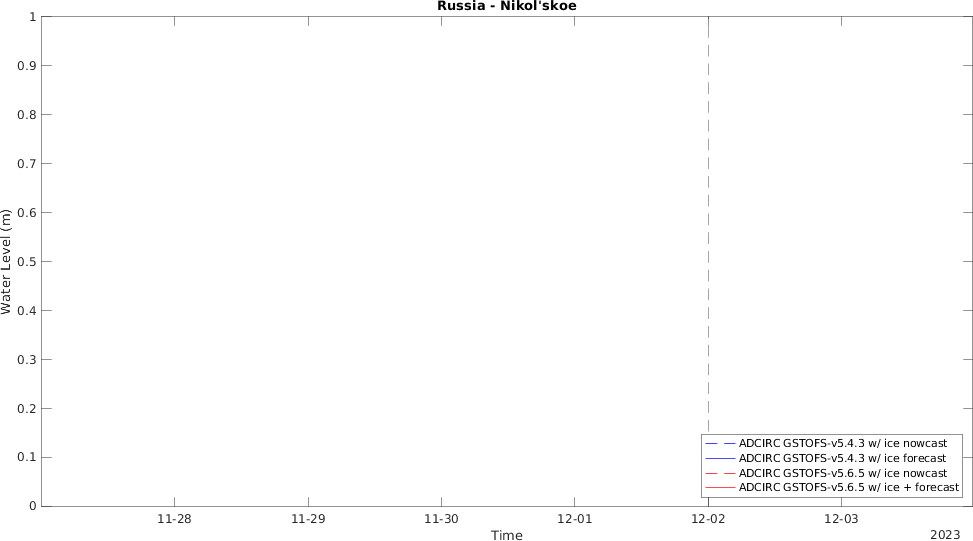 Russia - Nikol'skoe
1
0.9
0.8
0.7
0.6
0.5
0.4
0.3
0.2
0.1
0
Water Level (m)
ADCIRC GSTOFS-v5.4.3 w/ ice nowcast
ADCIRC GSTOFS-v5.4.3 w/ ice forecast
ADCIRC GSTOFS-v5.6.5 w/ ice nowcast
ADCIRC GSTOFS-v5.6.5 w/ ice + forecast
11-28 11-29 11-30 12-01 12-02 12-03
Time
2023